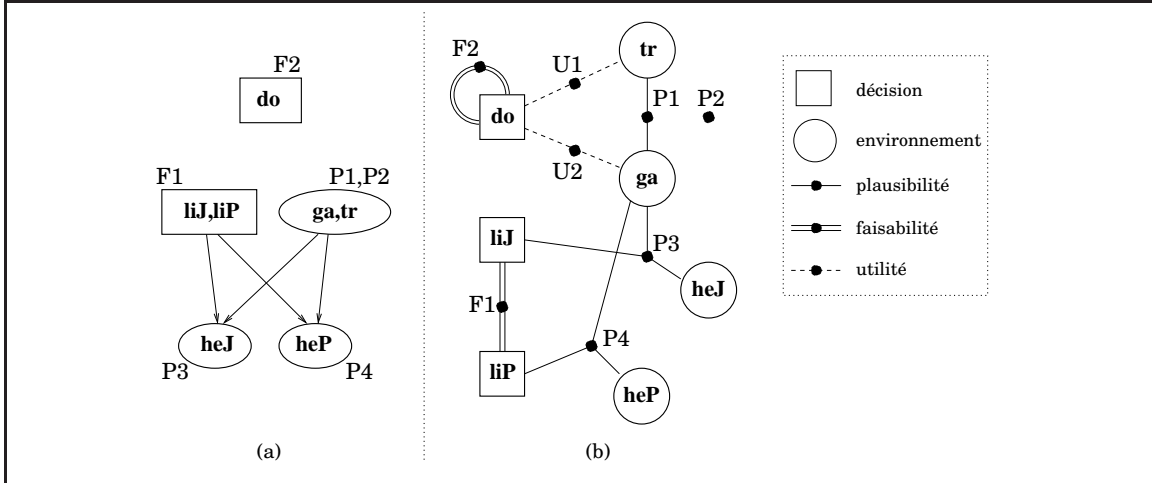 F2
do
F1
P1,P2
liJ,liP
ga,tr
heJ
heP
P3
P4
(a)
F2
U1
tr
do
P1
P2
U2
ga
liJ
P3
heJ
F1
P4
liP
heP
(b)
décision
environnement
plausibilité
faisabilité
utilité